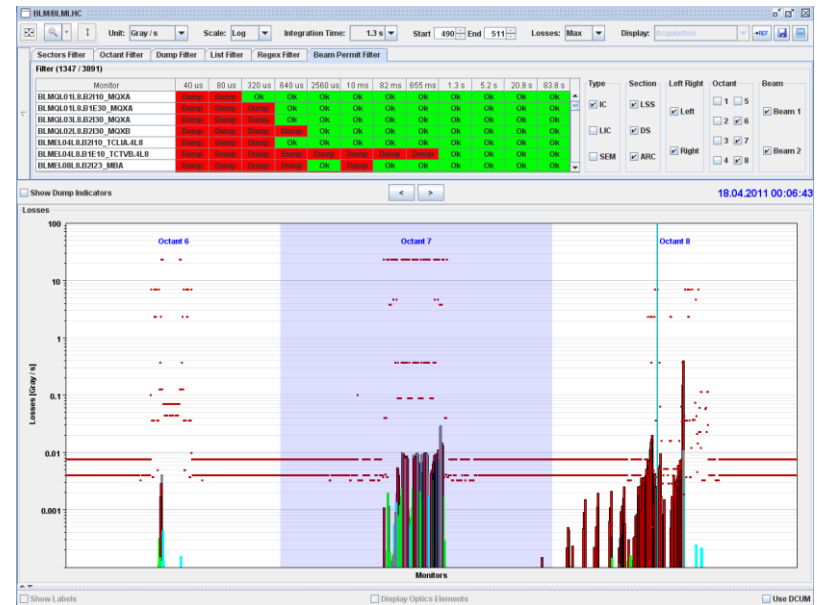 BLM/BLMLHC
Unit: Gray / s Scale: Log Integration Time: 1.3 s Start 490 End 511 Losses: Max Display: Acquisition REF
Sectors Filter Octant Filter Dump Filter List Filter Regex Filter Beam Permit Filter
Filter (1347 / 3891)
Monitor 40 us 80 us 320 us 640 us 2560 us 10 ms 82 ms 655 ms 1.3 s 5.2 s 20.9 s 83.8 s
BLMQI.01L8.B2I10_MQXA Dump Dump Ok Ok Ok Ok Ok Ok Ok Ok Ok Ok
BLMQI.01L8.B1E30_MQXA Dump Dump Dump Ok Ok Ok Ok Ok Ok Ok Ok Ok
BLMQI.03L8.B2I30_MQXA Dump Dump Dump Ok Ok Ok Ok Ok Ok Ok Ok Ok
BLMQI.02L8.B2I30_MQXB Dump Dump Dump Dump Ok Ok Ok Ok Ok Ok Ok Ok
BLMEI.04L8.B2I10_TCLIA.4L8 Dump Dump Dump Ok Ok Ok Ok Ok Ok Ok Ok Ok
BLMEI.04L8.B1E10_TCTVB.4L8 Dump Dump Dump Dump Dump Dump Dump Dump Ok Ok Ok Ok
BLMEI.08L8.B2I23_MBA Dump Dump Dump Dump Ok Dump Ok Ok Ok Ok Ok Ok
Type Section Left Right Octant Beam
IC LSS Left 1 5 Beam 1
2 6
LIC DS
3 7
SEM ARC Right 4 8 Beam 2
Show Dump Indicators < > 18.04.2011 00:06:43
Losses
100
Octant 6 Octant 7 Octant 8
10
1
0.1
0.01
0.001
Losses [Gray / s]
Monitors
Show Labels Display Optics Elements Use DCUM